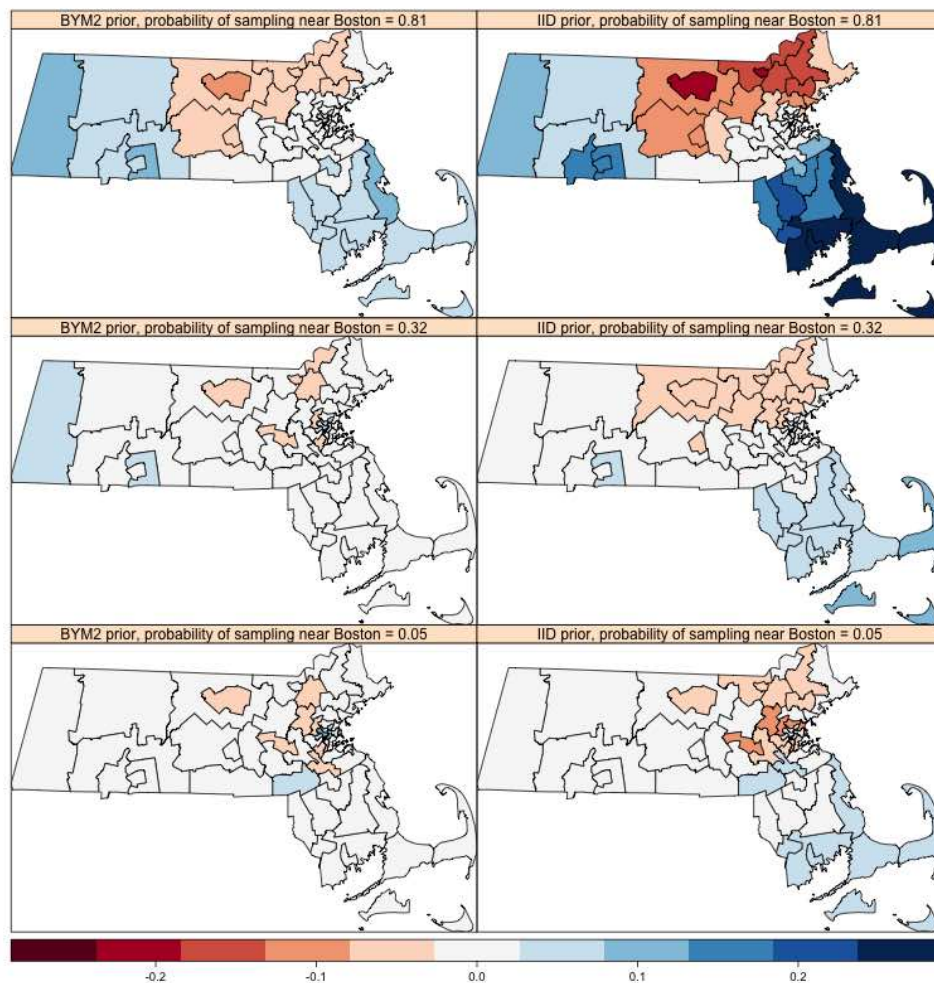 BYM2 prior, probability of sampling near Boston = 0.81
IID prior, probability of sampling near Boston = 0.81
BYM2 prior, probability of sampling near Boston = 0.32
IID prior, probability of sampling near Boston = 0.32
BYM2 prior, probability of sampling near Boston = 0.05
IID prior, probability of sampling near Boston = 0.05
-0.2 -0.1 0.0 0.1 0.2